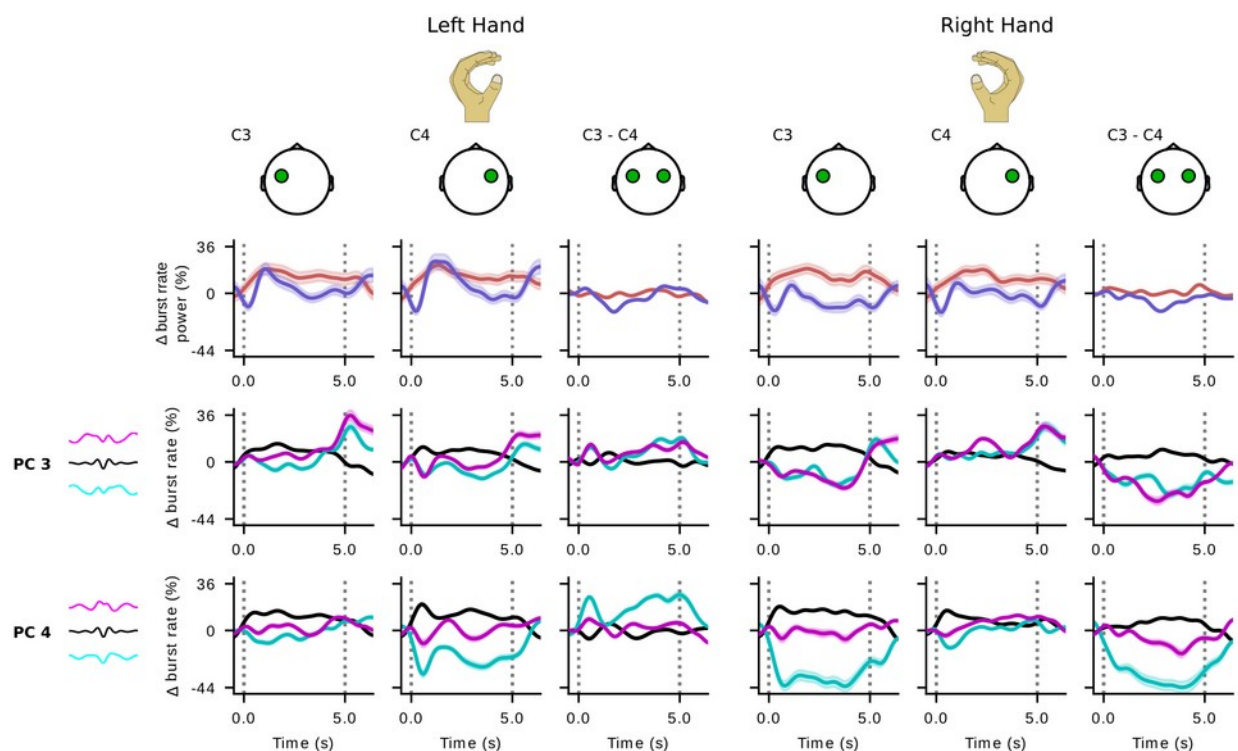 Left Hand
Right Hand
C3
C4
C3 - C4
C3
C4
C3 - C4
Δ burst rrate
power (%)
36
0
-44
0.0 5.0 0.0 5.0 0.0 5.0 0.0 5.0 0.0 5.0 0.0 5.0
PC 3
Δ burst rate (%)
36
0
-44
0.0 5.0 0.0 5.0 0.0 5.0 0.0 5.0 0.0 5.0 0.0 5.0
PC 4
Δ burst rate (%)
36
0
-44
0.0 5.0 0.0 5.0 0.0 5.0 0.0 5.0 0.0 5.0 0.0 5.0
Time (s) Time (s) Time (s) Time (s) Time (s) Time (s)